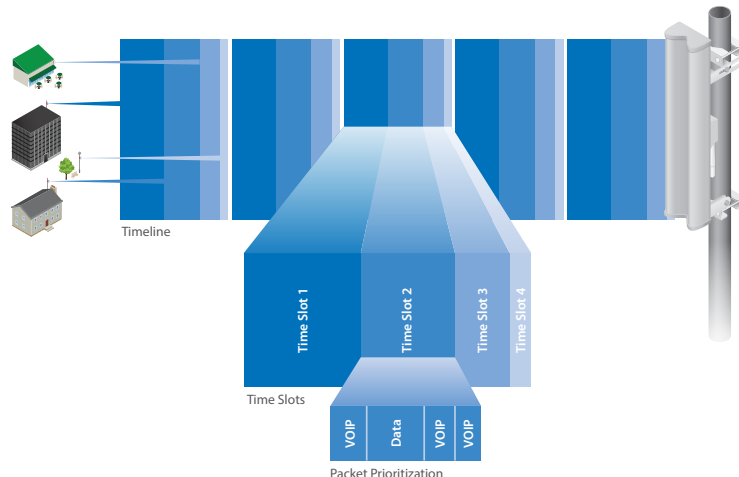 Timeline
Time Slot 1
Time Slot 2
Time Slot 3
Time Slot 4
Time Slots
VOIP
Data
VOIP
VOIP
Packet Prioritization